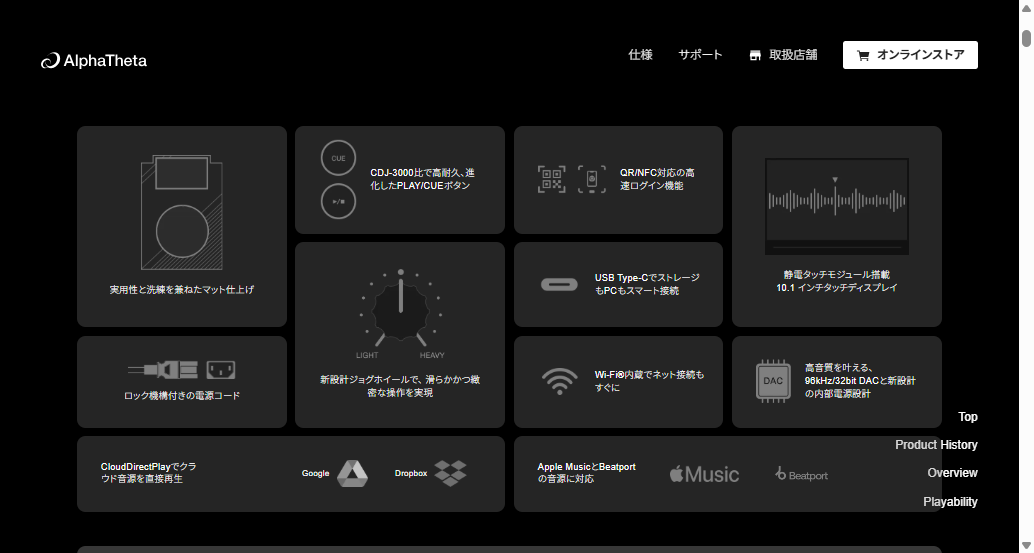 AlphaTheta
仕様
サポート
取扱店舗
オンラインストア
実用性と洗練を兼ねたマット仕上げ
CUE
CDJ-3000比で高耐久、進
化したPLAY/CUEボタン
QR/NFC対応の高
速ログイン機能
静電タッチモジュール搭載
10.1 インチタッチディスプレイ
LIGHT
HEAVY
新設計ジョグホイールで、滑らかかつ緻
密な操作を実現
USB Type-Cでストレージ
もPCもスマート接続
ロック機構付きの電源コード
Wi-Fi®内蔵でネット接続も
すぐに
DAC
高音質を叶える、
96kHz/32bit DACと新設計
の内部電源設計
CloudDirectPlayでクラ
ウド音源を直接再生
Google
Dropbox
Apple MusicとBeatport
の音源に対応
Music
Beatport
Top
Product History
Overview
Playability